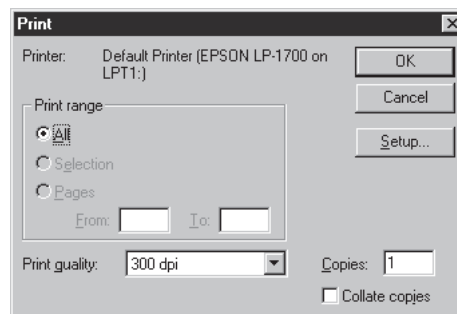 Print
Printer: Default Printer (EPSON LP-1700 on
LPT1:)
OK
Cancel
Setup...
Print range
All
Selection
Pages
From: To:
Print quality: 300 dpi
Copies: 1
Collate copies